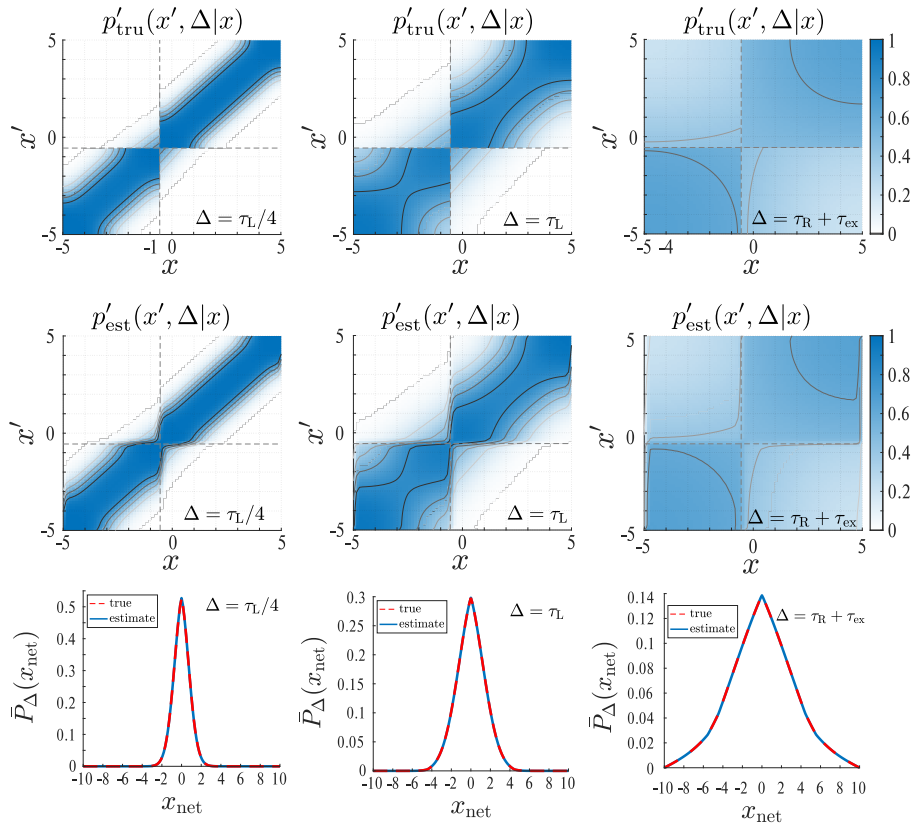 p′tru(x′, Δ|x) p′tru(x′, Δ|x) p′tru(x′, Δ|x)
5 5 5 1
0.8
x′ 0 x′ 0 x′ 0 0.6
0.4
0.2
-5 Δ = τL/4 -5 Δ = τL -5 Δ = τR + τex 0
-5 -1 0 5 -5 0 5 -5 -4 0 5
x x x
p′est(x′, Δ|x) p′est(x′, Δ|x) p′est(x′, Δ|x)
5 5 5 1
0.8
x′ 0 x′ 0 x′ 0 0.6
0.4
0.2
-5 Δ = τL/4 -5 Δ = τL -5 Δ = τR + τex 0
-5 0 5 -5 0 5 -5 0 5
x x x
P̄Δ(xnet)
0.5
0.4
0.3
0.2
0.1
0
true
estimate
Δ = τL/4
-10 -8 -6 -4 -2 0 2 4 6 8 10
xnet
P̄Δ(xnet)
0.3
0.25
0.2
0.15
0.1
0.05
0
true
estimate
Δ = τL
-10 -8 -6 -4 -2 0 2 4 6 8 10
xnet
P̄Δ(xnet)
0.14
0.12
0.08
0.04
0
true
estimate
Δ = τR + τex
-10 -8 -6 -4 -2 0 2 4 6 8 10
xnet